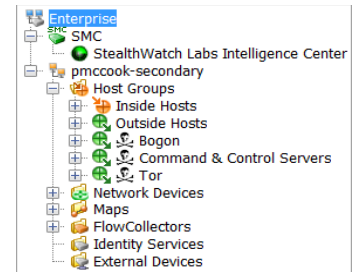 Enterprise
SMC
SMC
StealthWatch Labs Intelligence Center
pmccook-secondary
Host Groups
Inside Hosts
Outside Hosts
Bogon
Command & Control Servers
Tor
Network Devices
Maps
FlowCollectors
Identity Services
External Devices